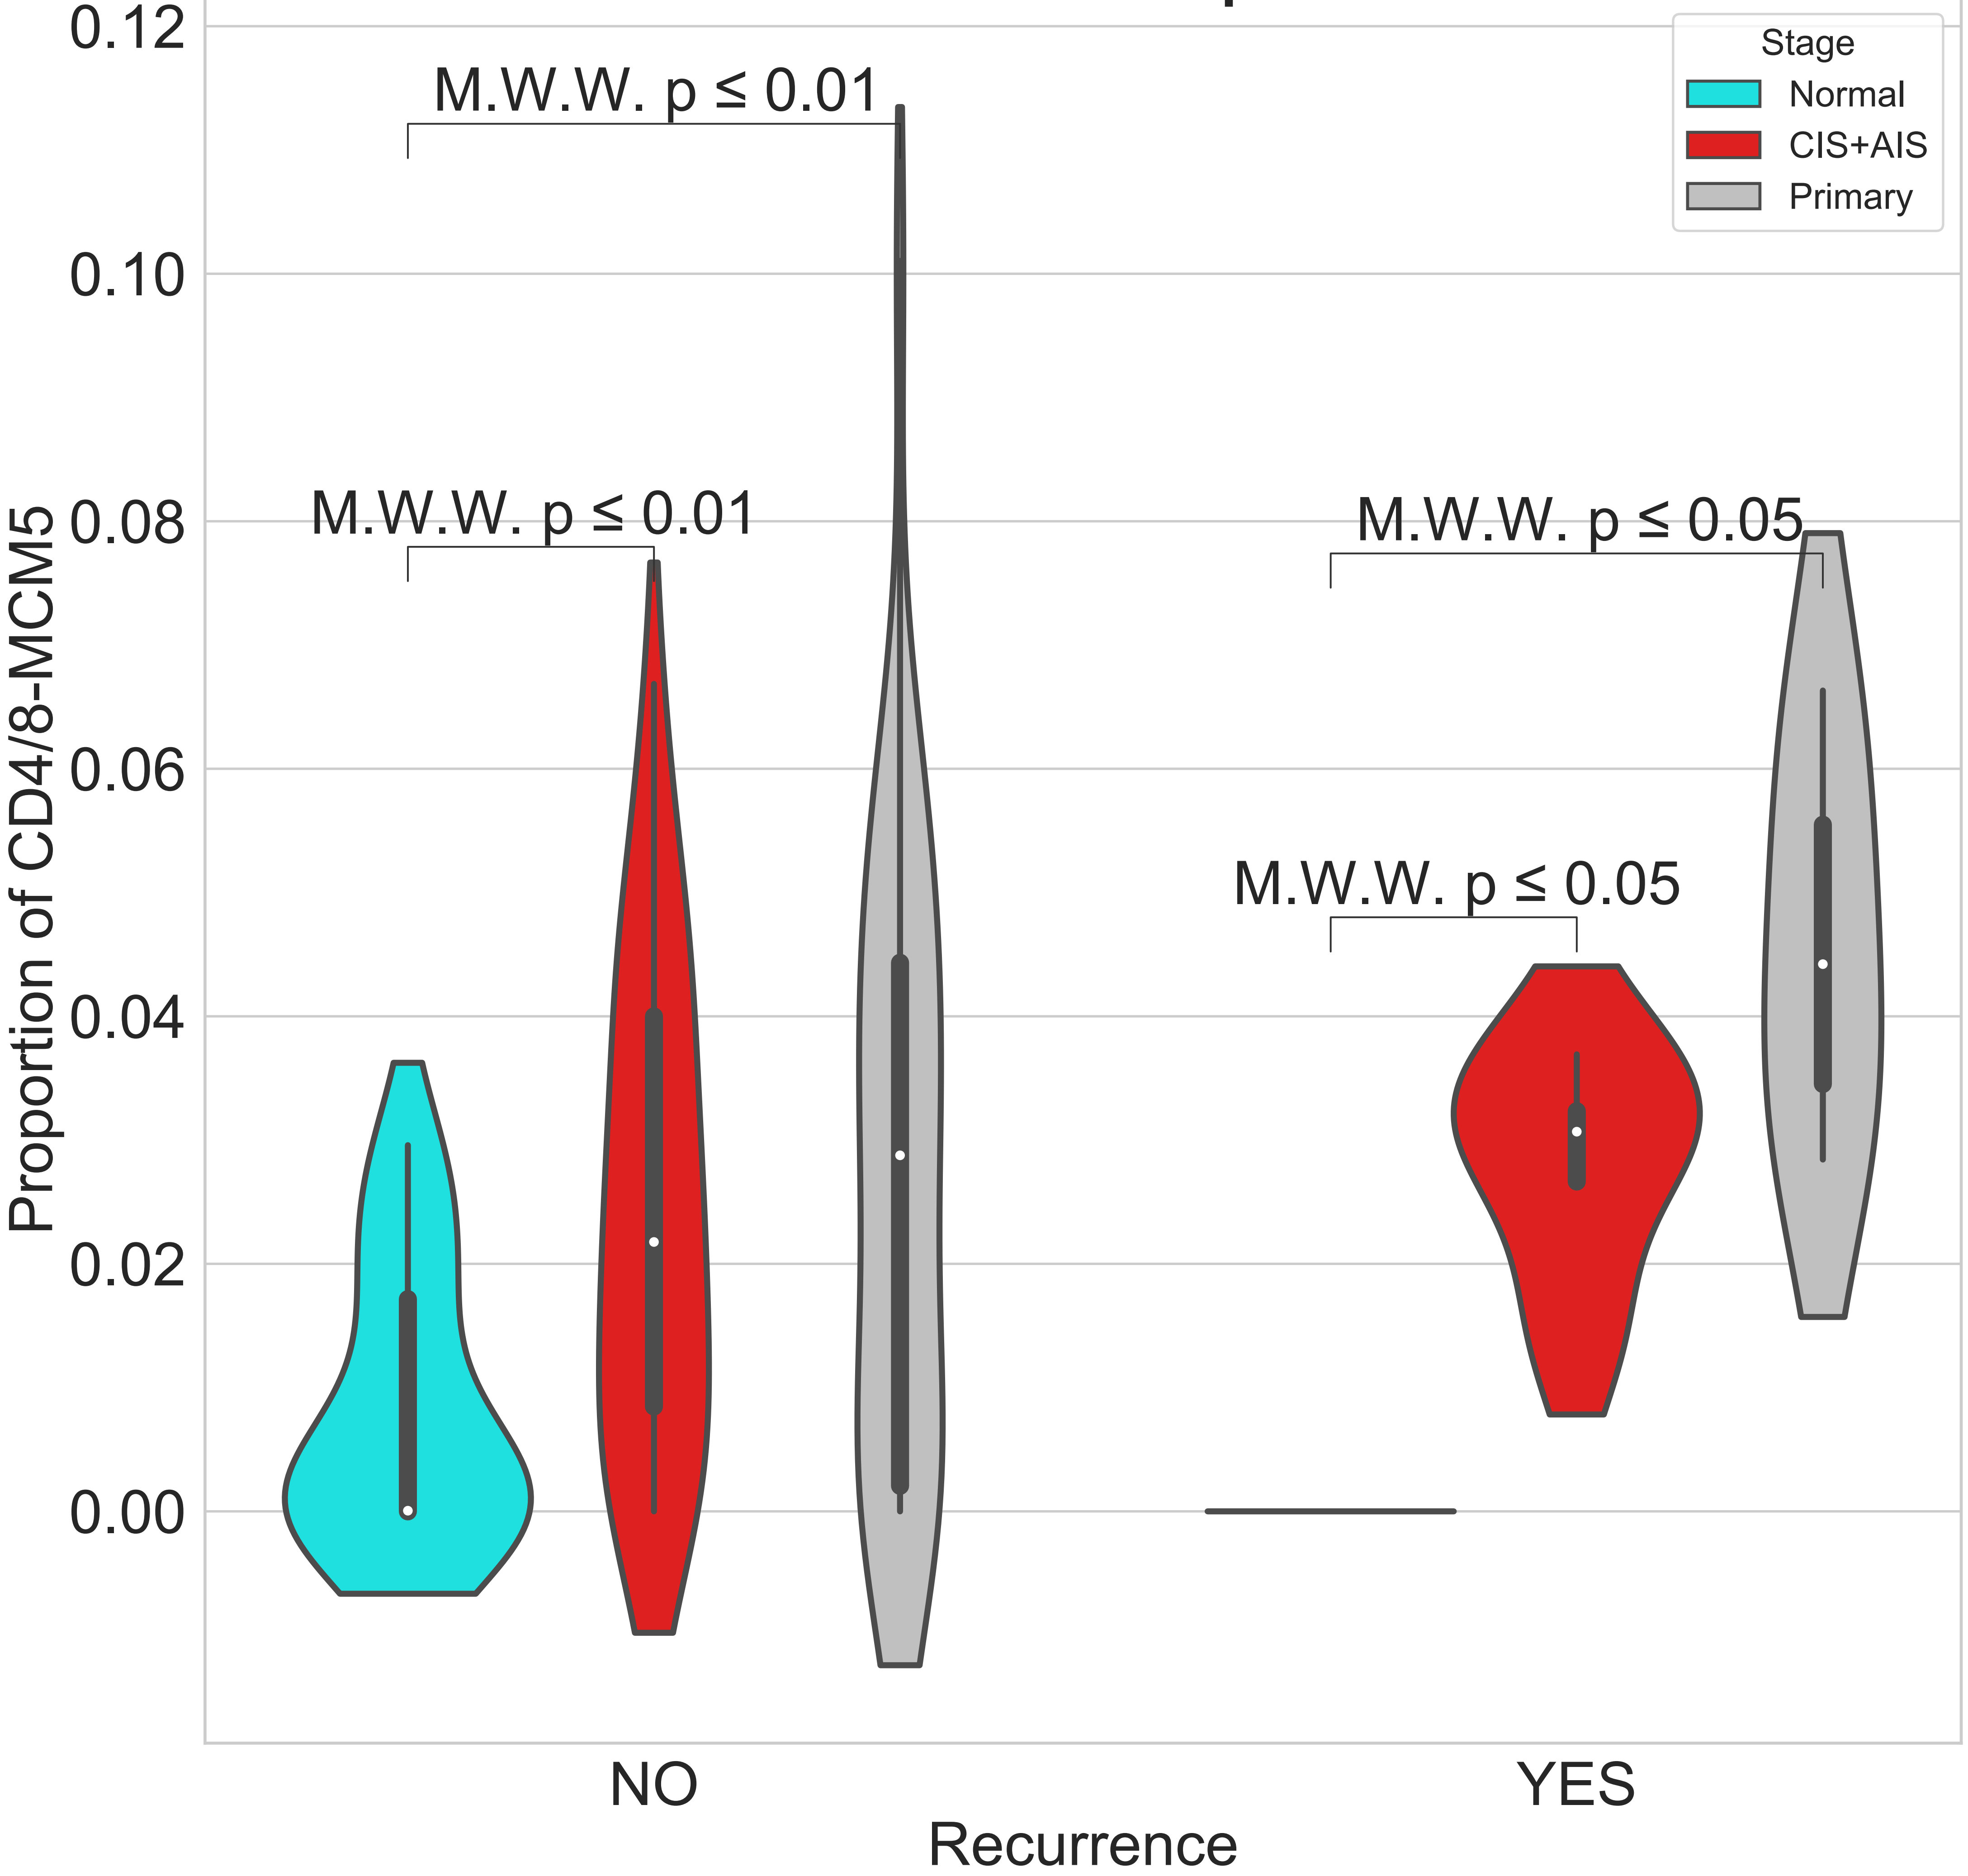 0.12
0.10
0.08
0.06
0.04
0.02
0.00
Proportion of CD4/8-MCM5
M.W.W. p ≤ 0.01
M.W.W. p ≤ 0.01
M.W.W. p ≤ 0.05
M.W.W. p ≤ 0.05
Stage
Normal
CIS+AIS
Primary
NO
YES
Recurrence